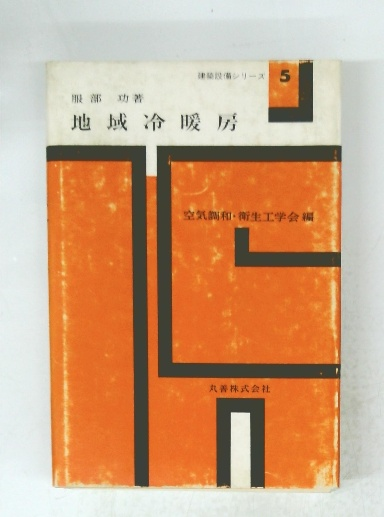 建築設備シリーズ 5
服部 功著
地域冷暖房
空気調和・衛生工学会編
丸善株式会社